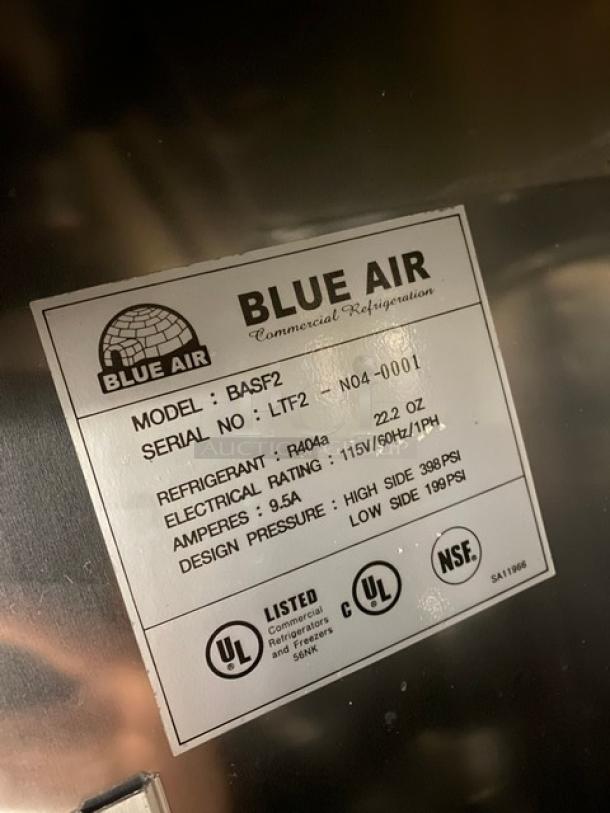 BLUE AIR
BLUE AIR
Commercial Refrigeration
MODEL : BASF2
SERIAL NO : LTF2 - N04-0001
REFRIGERANT : R404a 22.2 OZ
ELECTRICAL RATING : 115V/60Hz/1PH
AMPERES : 9.5A
DESIGN PRESSURE : HIGH SIDE 398PSI
LOW SIDE 199PSI
UL® LISTED
Commercial
Refrigerators
and Freezers
56NK
C UL®
NSF®
SA11966
AUCTION GROUP